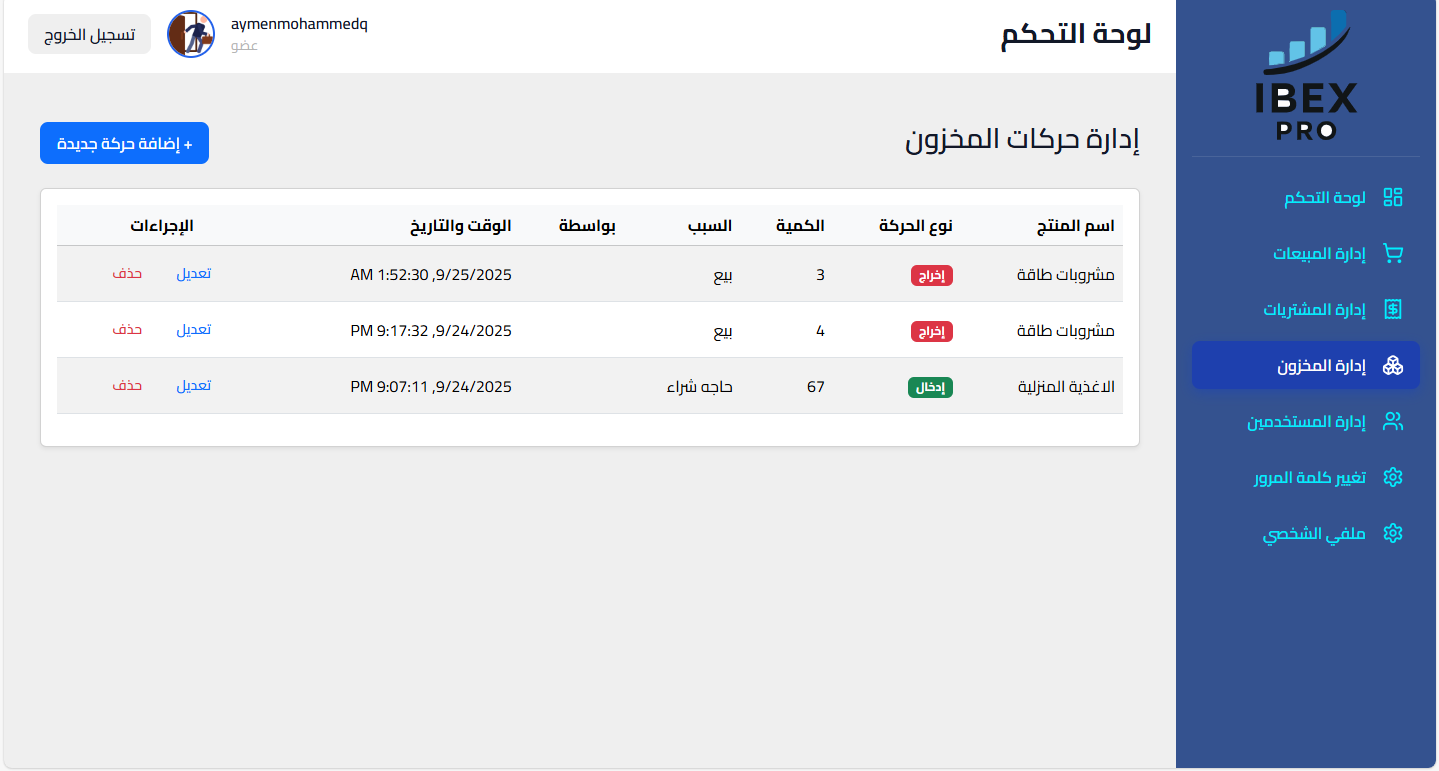 IBEX
PRO
لوحة التحكم
إدارة المبيعات
إدارة المشتريات
إدارة المخزون
إدارة المستخدمين
تغيير كلمة المرور
ملفي الشخصي
لوحة التحكم
aymenmohammedq
عضو
تسجيل الخروج
إدارة حركات المخزون
+ إضافة حركة جديدة
اسم المنتج نوع الحركة الكمية السبب بواسطة الوقت والتاريخ الإجراءات
مشروبات طاقة إخراج 3 بيع 9/25/2025, 1:52:30 AM تعديل حذف
مشروبات طاقة إخراج 4 بيع 9/24/2025, 9:17:32 PM تعديل حذف
الاغذية المنزلية إدخال 67 حاجه شراء 9/24/2025, 9:07:11 PM تعديل حذف